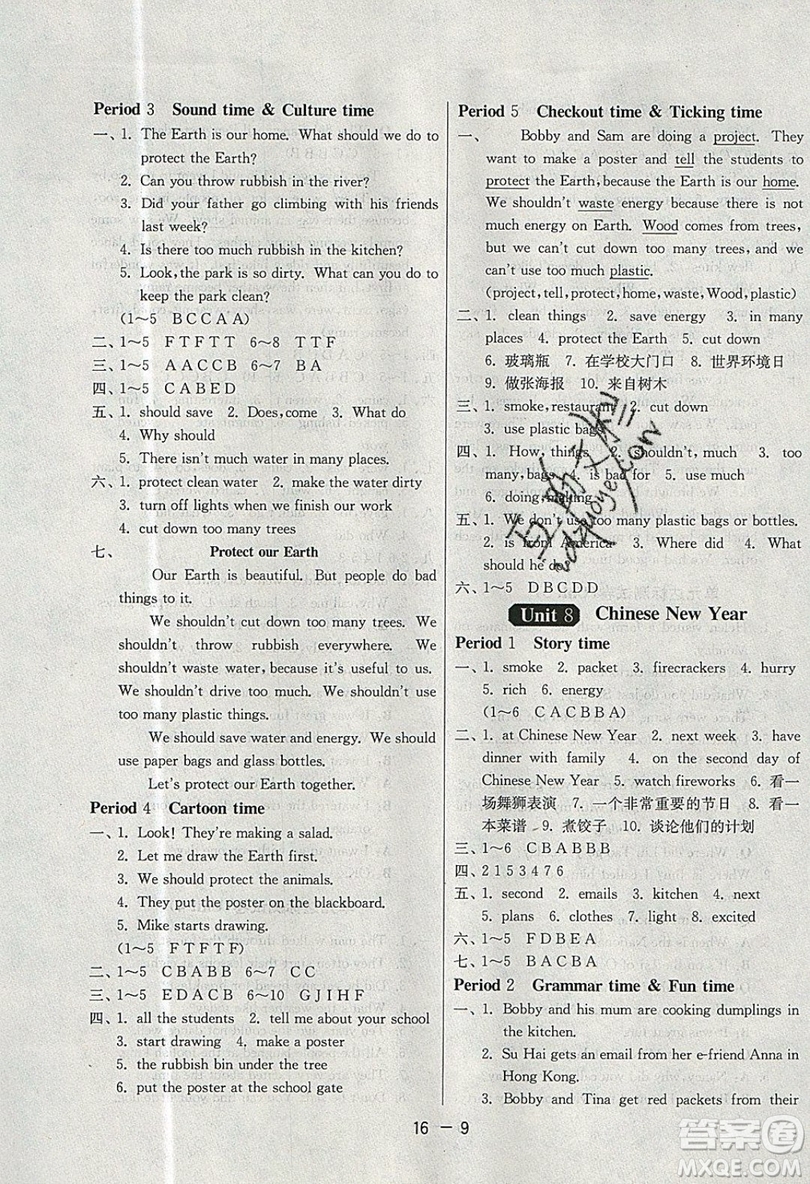 Period 3 Sound time & Culture time
一、1. The Earth is our home. What should we do to
protect the Earth?
2. Can you throw rubbish in the river?
3. Did your father go climbing with his friends
last week?
4. Is there too much rubbish in the kitchen?
5. Look, the park is so dirty. What can you do to
keep the park clean?
(1~5 BCCAA)
二、1~5 FTFTT 6~8 TTF
三、1~5 AACCB 6~7 BA
四、1~5 CABED
五、1. should save 2. Does, come 3. What do
4. Why should
5. There isn't much water in many places.
六、1. protect clean water 2. make the water dirty
3. turn off lights when we finish our work
4. cut down too many trees
七、 Protect our Earth
Our Earth is beautiful. But people do bad
things to it.
We shouldn't cut down too many trees. We
shouldn't throw rubbish everywhere. We
shouldn't waste water, because it's useful to us.
We shouldn't drive too much. We shouldn't use
too many plastic things.
We should save water and energy. We should
use paper bags and glass bottles.
Let's protect our Earth together.
Period 4 Cartoon time
一、1. Look! They're making a salad.
2. Let me draw the Earth first.
3. We should protect the animals.
4. They put the poster on the blackboard.
5. Mike starts drawing.
(1~5 FTFTF)
二、1~5 CBABB 6~7 CC
三、1~5 EDACB 6~10 GJIHF
四、1. all the students 2. tell me about your school
3. start drawing 4. make a poster
5. the rubbish bin under the tree
6. put the poster at the school gate
Period 5 Checkout time & Ticking time
一、 Bobby and Sam are doing a project. They
want to make a poster and tell the students to
protect the Earth, because the Earth is our home.
We shouldn't waste energy because there is not
much energy on Earth. Wood comes from trees,
but we can't cut down too many trees, and we
can't use too much plastic.
(project, tell, protect, home, waste, Wood, plastic)
二、1. clean things 2. save energy 3. in many
places 4. protect our Earth 5. cut down
6. 玻璃瓶 7. 在学校大门口 8. 世界环境日
9. 做张海报 10. 来自树木
三、1. smoke, restaurant 2. cut down
3. use plastic bags
四、1. How, things 2. shouldn't, much 3. too
many, bags 4. is bad for 5. can, reuse
6. doing, making
五、1. We don't use too many plastic bags or bottles.
2. is from America 3. Where did 4. What
should he do
六、1~5 DBCDD
Unit 8 Chinese New Year
Period 1 Story time
一、1. smoke 2. packet 3. firecrackers 4. hurry
5. rich 6. energy
(1~6 CACBBA)
二、1. at Chinese New Year 2. next week 3. have
dinner with family 4. on the second day of
Chinese New Year 5. watch fireworks 6. 看一
场舞狮表演 7. 一个非常重要的节日 8. 看一
本菜谱 9. 煮饺子 10. 谈论他们的计划
三、1~6 CBABBB
四、2 1 5 3 4 7 6
五、1. second 2. emails 3. kitchen 4. next
5. plans 6. clothes 7. light 8. excited
六、1~5 FDBEA
七、1~5 BACBA
Period 2 Grammar time & Fun time
一、1. Bobby and his mum are cooking dumplings in
the kitchen.
2. Su Hai is getting an email from her e-friend Anna in
Hong Kong.
3. Bobby and Tina get red packets from their
16 — 9
答案圈
MXQE.COM